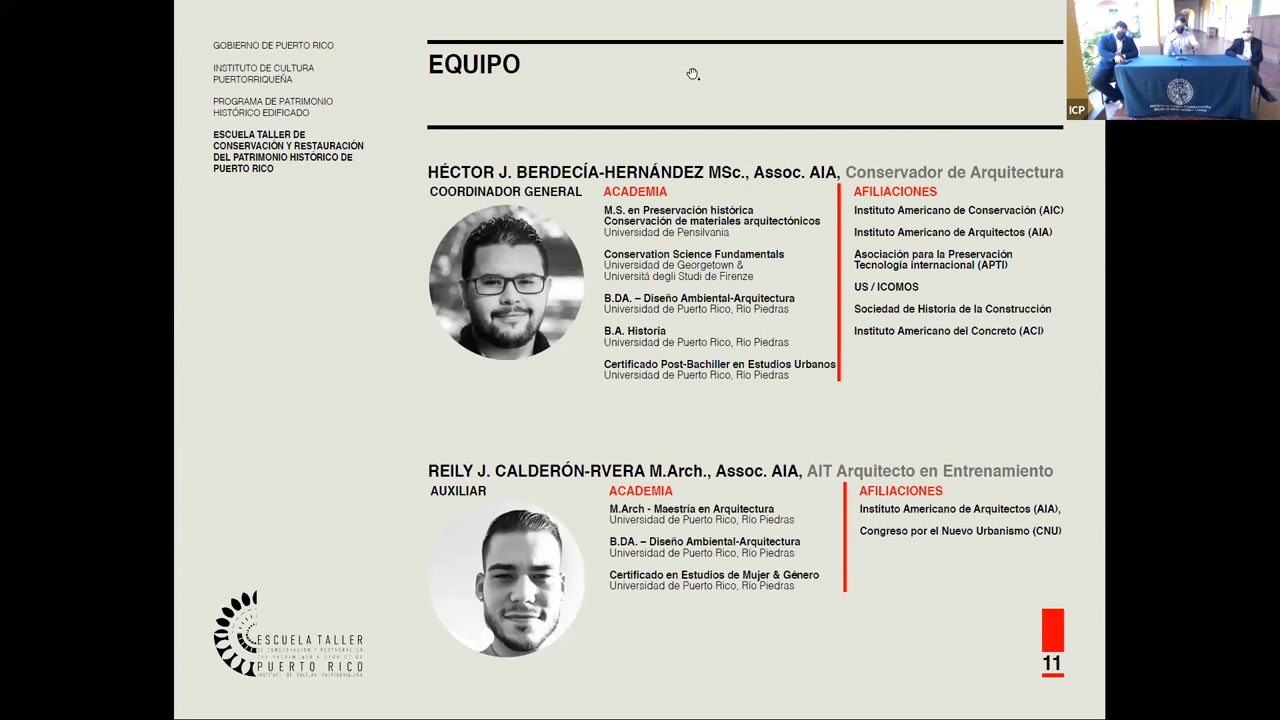 GOBIERNO DE PUERTO RICO
INSTITUTO DE CULTURA
PUERTORRIQUEÑA
PROGRAMA DE PATRIMONIO
HISTÓRICO EDIFICADO
ESCUELA TALLER DE
CONSERVACIÓN Y RESTAURACIÓN
DEL PATRIMONIO HISTÓRICO DE
PUERTO RICO
EQUIPO
ICP
HÉCTOR J. BERDECÍA-HERNÁNDEZ MSc., Assoc. AIA, Conservador de Arquitectura
COORDINADOR GENERAL
ACADEMIA
M.S. en Preservación histórica
Conservación de materiales arquitectónicos
Universidad de Pensilvania
Conservation Science Fundamentals
Universidad de Georgetown &
Universitá degli Studi de Firenze
B.DA. – Diseño Ambiental-Arquitectura
Universidad de Puerto Rico, Río Piedras
B.A. Historia
Universidad de Puerto Rico, Río Piedras
Certificado Post-Bachiller en Estudios Urbanos
Universidad de Puerto Rico, Río Piedras
AFILIACIONES
Instituto Americano de Conservación (AIC)
Instituto Americano de Arquitectos (AIA)
Asociación para la Preservación
Tecnología internacional (APTI)
US / ICOMOS
Sociedad de Historia de la Construcción
Instituto Americano del Concreto (ACI)
REILY J. CALDERÓN-RVERA M.Arch., Assoc. AIA, AIT Arquitecto en Entrenamiento
AUXILIAR
ACADEMIA
M.Arch - Maestría en Arquitectura
Universidad de Puerto Rico, Río Piedras
B.DA. – Diseño Ambiental-Arquitectura
Universidad de Puerto Rico, Río Piedras
Certificado en Estudios de Mujer & Género
Universidad de Puerto Rico, Río Piedras
AFILIACIONES
Instituto Americano de Arquitectos (AIA),
Congreso por el Nuevo Urbanismo (CNU)
ESCUELA TALLER
PUERTO RICO
INSTITUTO DE CULTURA PUERTORRIQUEÑA
11